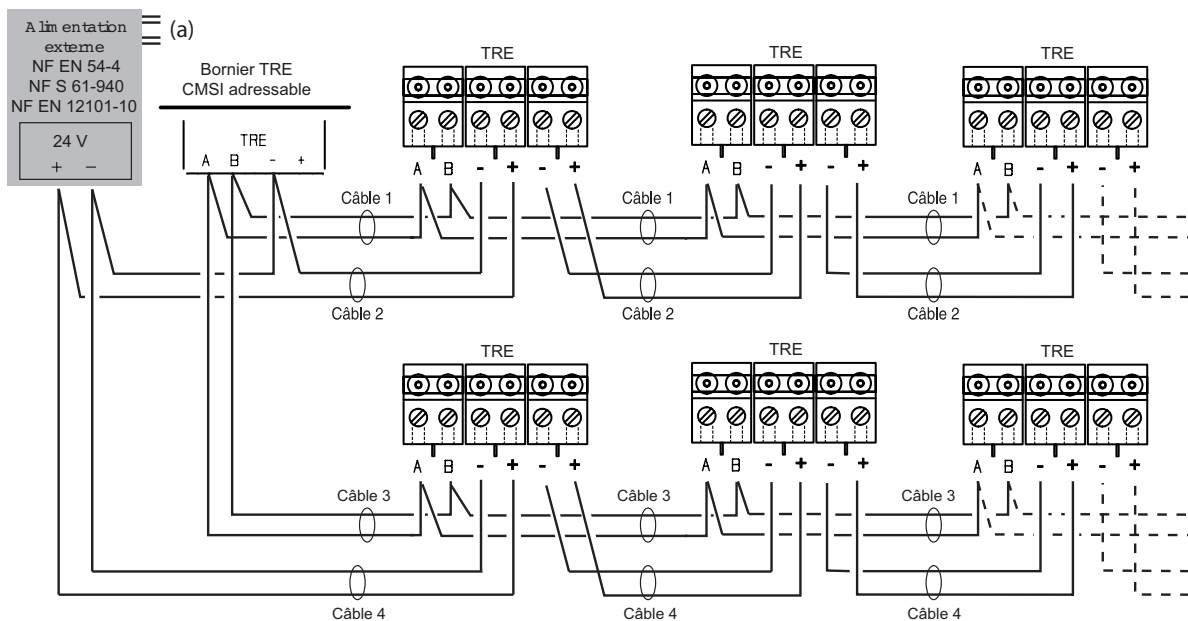 Alimentation
externe
NF EN 54-4
NF S 61-940
NF EN 12101-10
24 V
+ –
(a)
Bornier TRE
CMSI adressable
TRE
A B - +
TRE
TRE
TRE
A B - + - +
A B - + - +
A B - + - +
Câble 1
Câble 1
Câble 1
Câble 2
Câble 2
Câble 2
TRE
TRE
TRE
A B - + - +
A B - + - +
A B - + - +
Câble 3
Câble 3
Câble 3
Câble 4
Câble 4
Câble 4